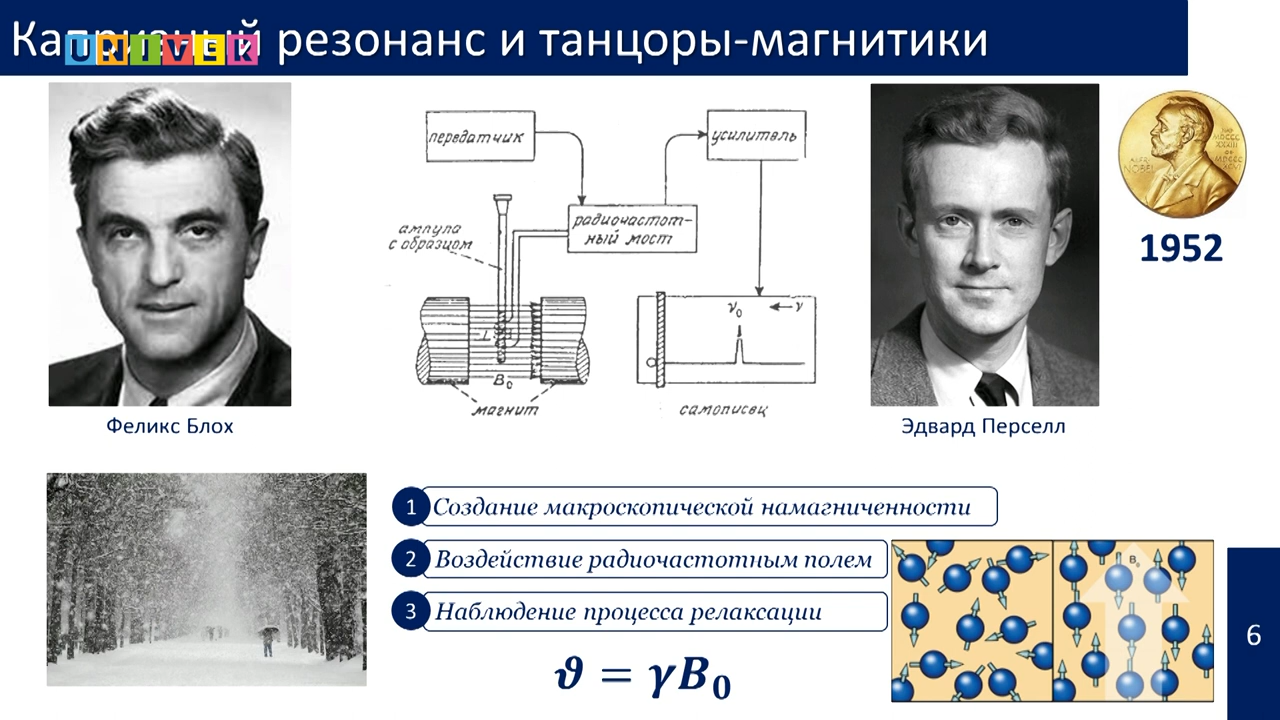 резонанс и танцоры-магнитики
UNIVEK
передатчик
усилитель
радиочастот-
ный мост
ампула
с образцом
B₀
магнит
ν₀
ν
самописец
1952
Феликс Блох
Эдвард Перселл
1 Создание макроскопической намагниченности
2 Воздействие радиочастотным полем
3 Наблюдение процесса релаксации
B₀
ϑ = γB₀
6